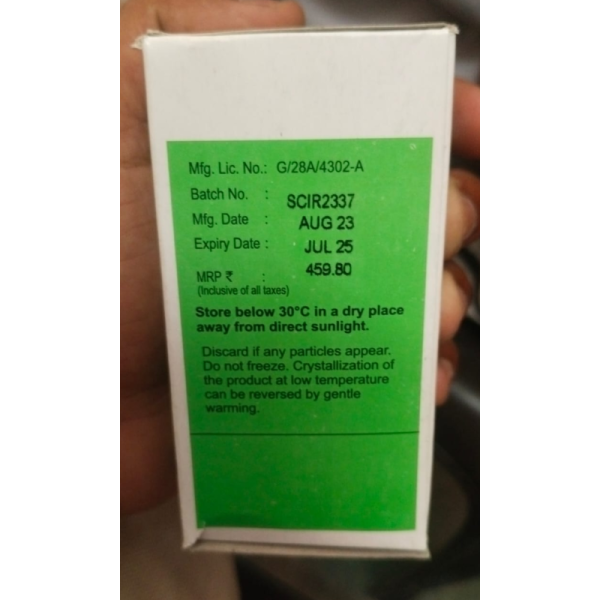 Mfg. Lic. No.: G/28A/4302-A
Batch No. : SCIR2337
Mfg. Date : AUG 23
Expiry Date : JUL 25
MRP ₹ : 459.80
(Inclusive of all taxes)
Store below 30°C in a dry place
away from direct sunlight.
Discard if any particles appear.
Do not freeze. Crystallization of
the product at low temperature
can be reversed by gentle
warming.